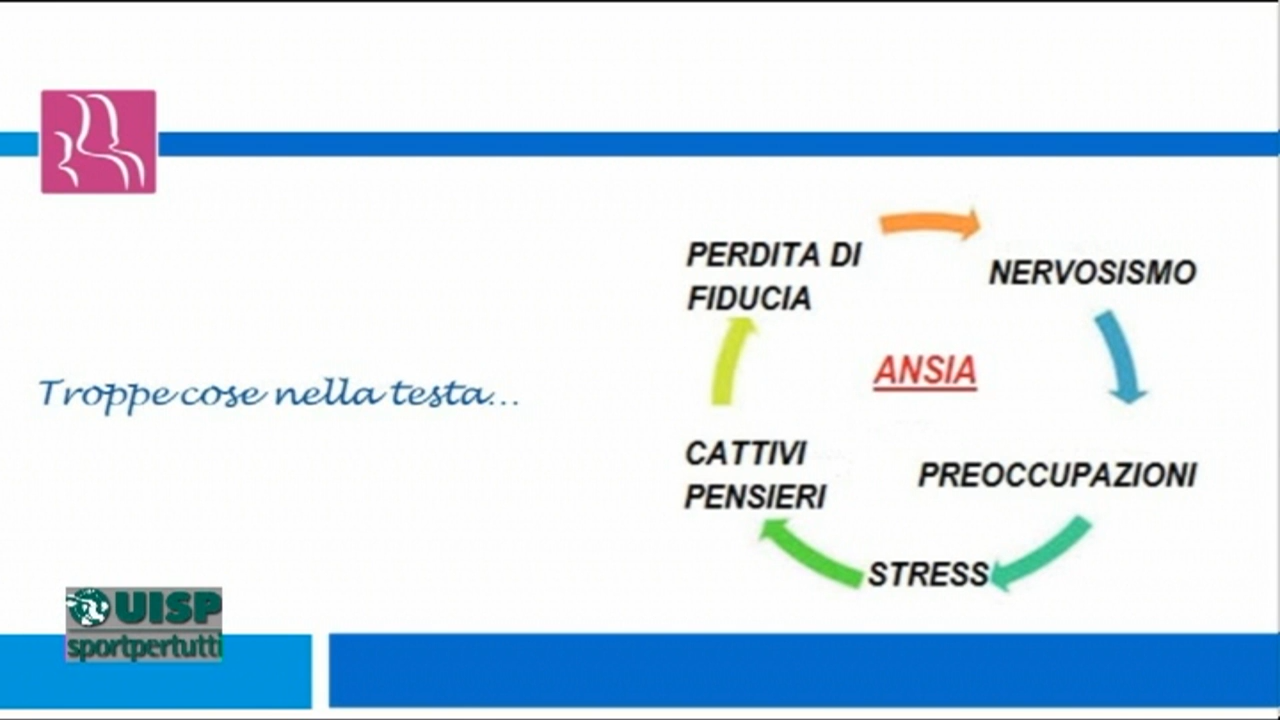 PERDITA DI
FIDUCIA
NERVOSISMO
ANSIA
Troppe cose nella testa...
CATTIVI
PENSIERI
PREOCCUPAZIONI
STRESS
UISP
sportpertutti